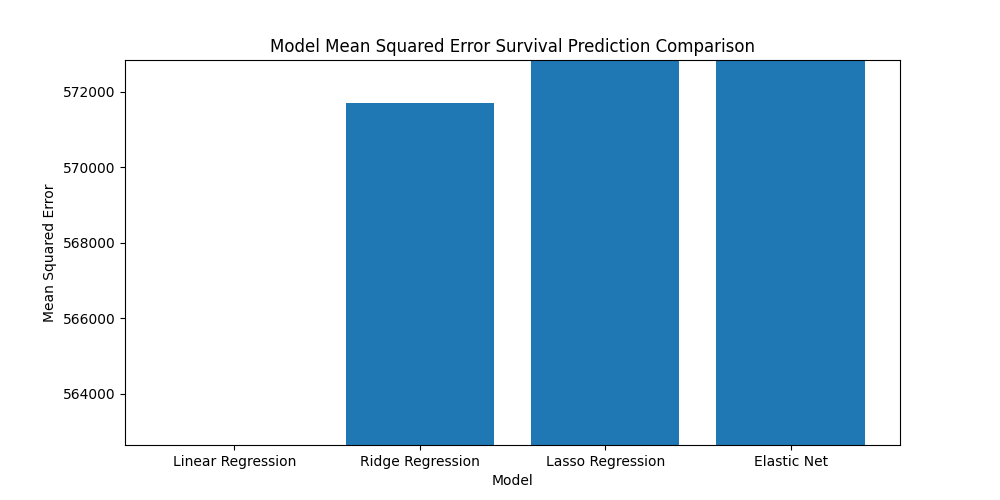 Model Mean Squared Error Survival Prediction Comparison
572000
570000
568000
566000
564000
Mean Squared Error
Linear Regression
Ridge Regression
Lasso Regression
Elastic Net
Model